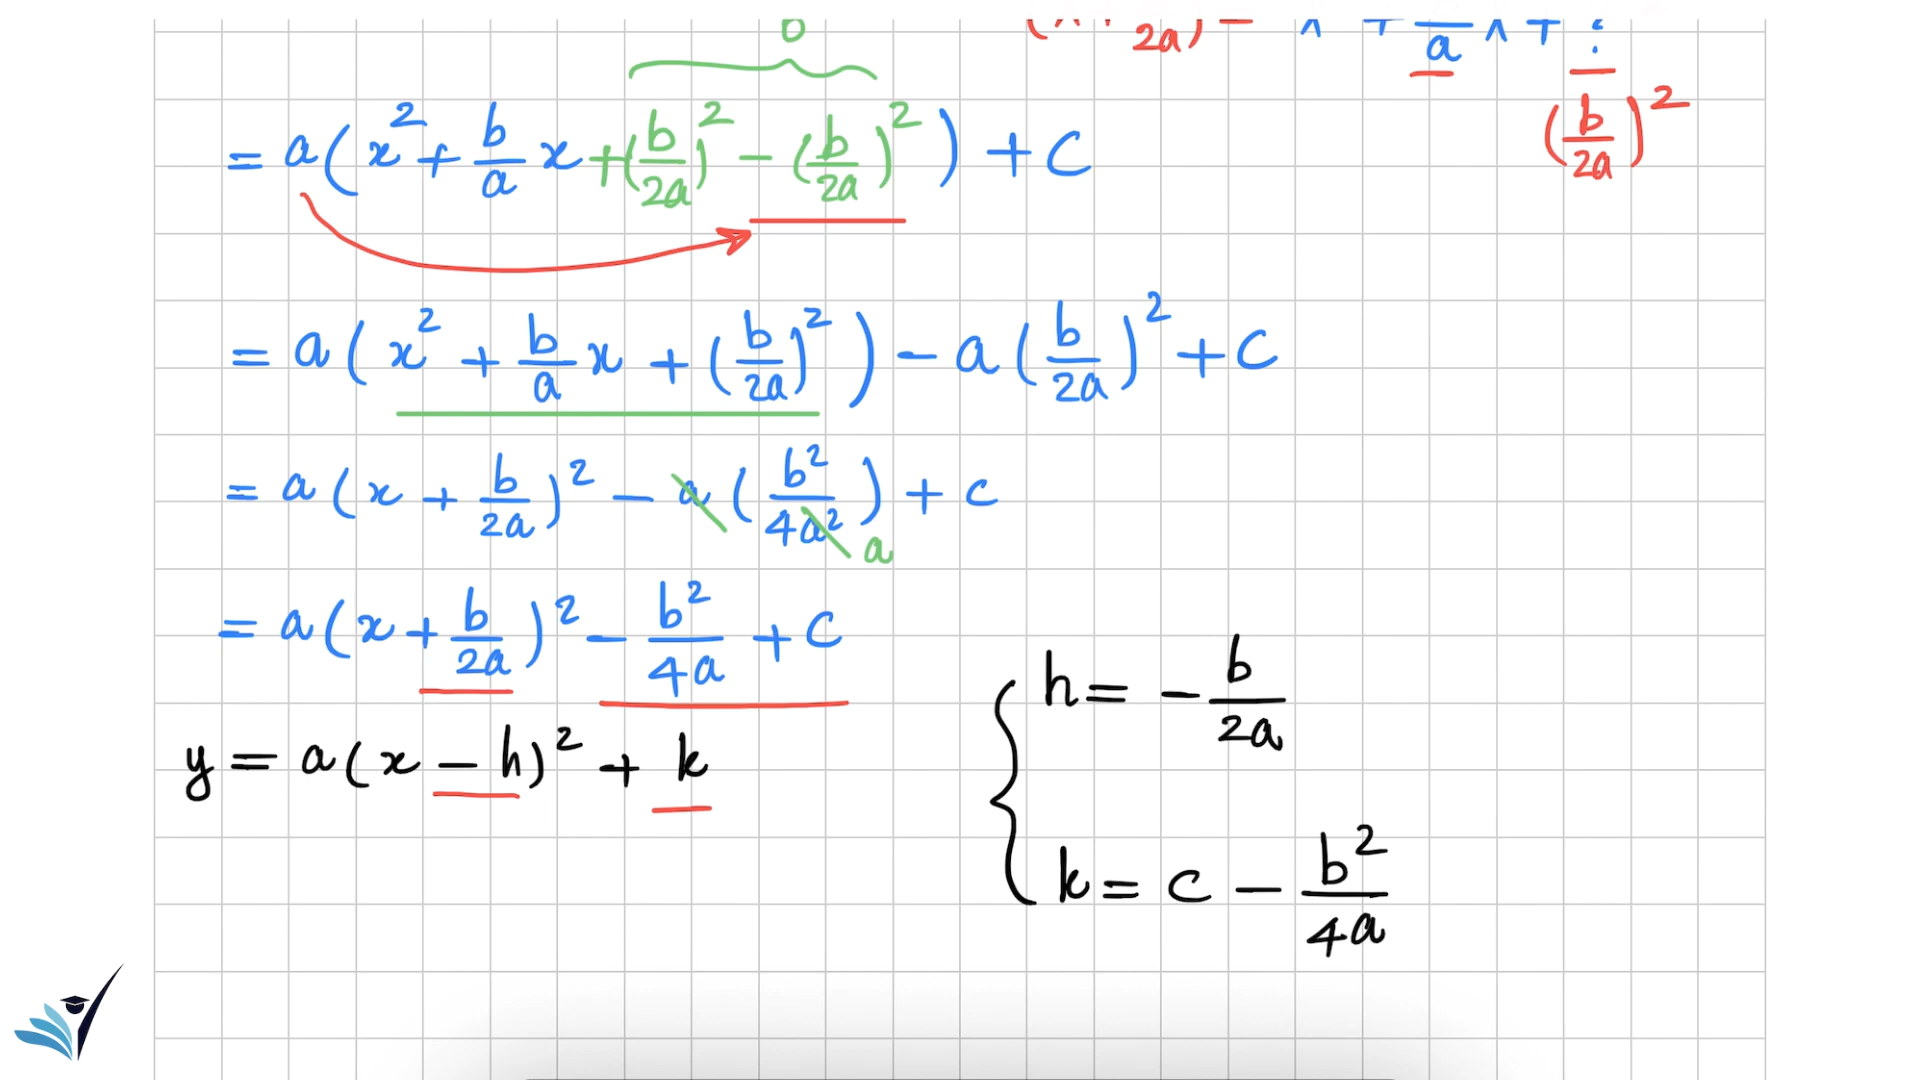 0
= a(x² + b/a x + (b/2a)² - (b/2a)²) + c
(b/2a)²
= a(x² + b/a x + (b/2a)²) - a(b/2a)² + c
= a(x + b/2a)² - a(b²/4a²) + c
a
= a(x + b/2a)² - b²/4a + c
y = a(x - h)² + k
h = - b/2a
k = c - b²/4a